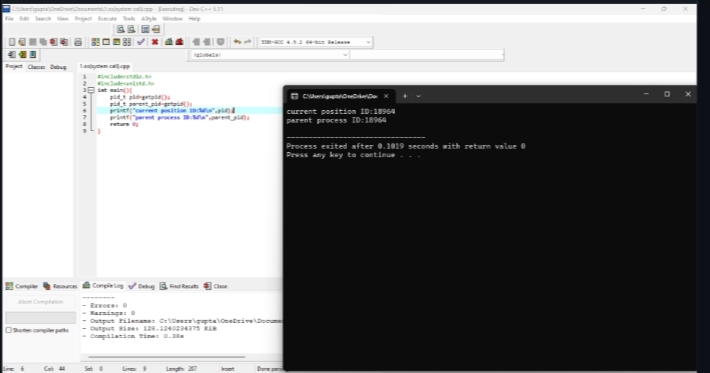 C:\Users\gupta\OneDrive\Documents\1.os(system call).cpp - [Executing] - Dev-C++ 5.11
File Edit Search View Project Execute Tools AStyle Window Help
TDM-GCC 4.9.2 64-bit Release
(globals)
Project Classes Debug
1.os(system call).cpp
1 #include<stdio.h>
2 #include<unistd.h>
3 int main(){
4 pid_t pid=getpid();
5 pid_t parent_pid=getpid();
6 printf("current position ID:%d\n",pid);
7 printf("parent process ID:%d\n",parent_pid);
8 return 0;
9 }
C:\Users\gupta\OneDrive\Doc
current position ID:18964
parent process ID:18964
--------------------------------
Process exited after 0.1019 seconds with return value 0
Press any key to continue . . .
Compiler Resources Compile Log Debug Find Results Close
Abort Compilation
Shorten compiler paths
--------
- Errors: 0
- Warnings: 0
- Output Filename: C:\Users\gupta\OneDrive\Docume
- Output Size: 128.1240234375 KiB
- Compilation Time: 0.38s
Line: 6 Col: 44 Sel: 0 Lines: 9 Length: 207 Insert Done parsi